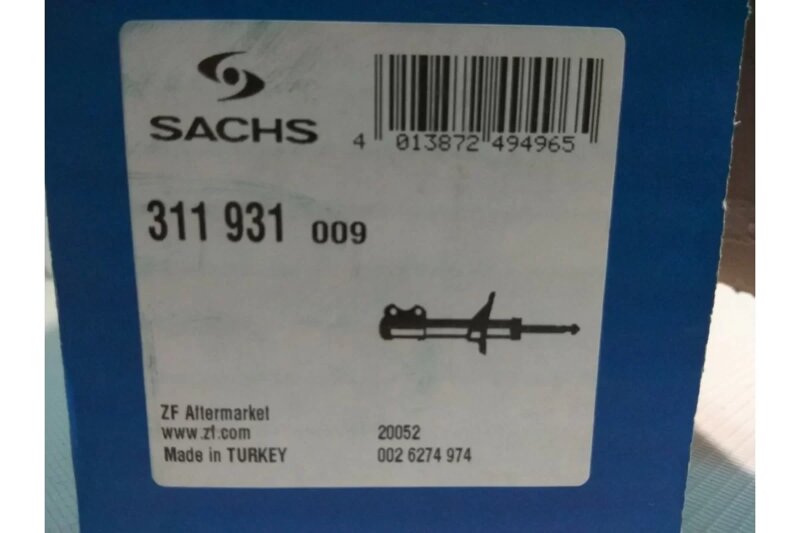 SACHS
4 013872 494965
311 931 009
ZF Aftermarket
www.zf.com
Made in TURKEY
20052
002 6274 974